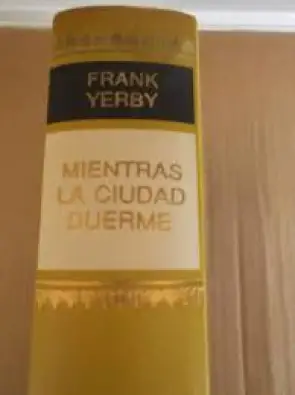 FRANK
YERBY
MIENTRAS
LA CIUDAD
DUERME